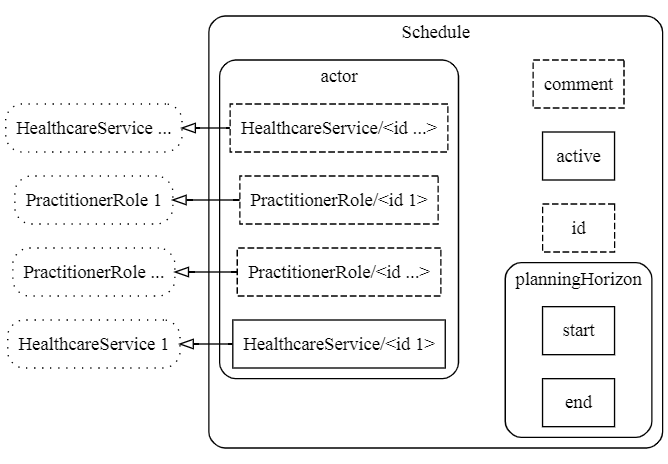 Schedule
actor
comment
HealthcareService ...
HealthcareService/<id ...>
active
PractitionerRole 1
PractitionerRole/<id 1>
id
PractitionerRole ...
PractitionerRole/<id ...>
planningHorizon
start
HealthcareService 1
HealthcareService/<id 1>
end